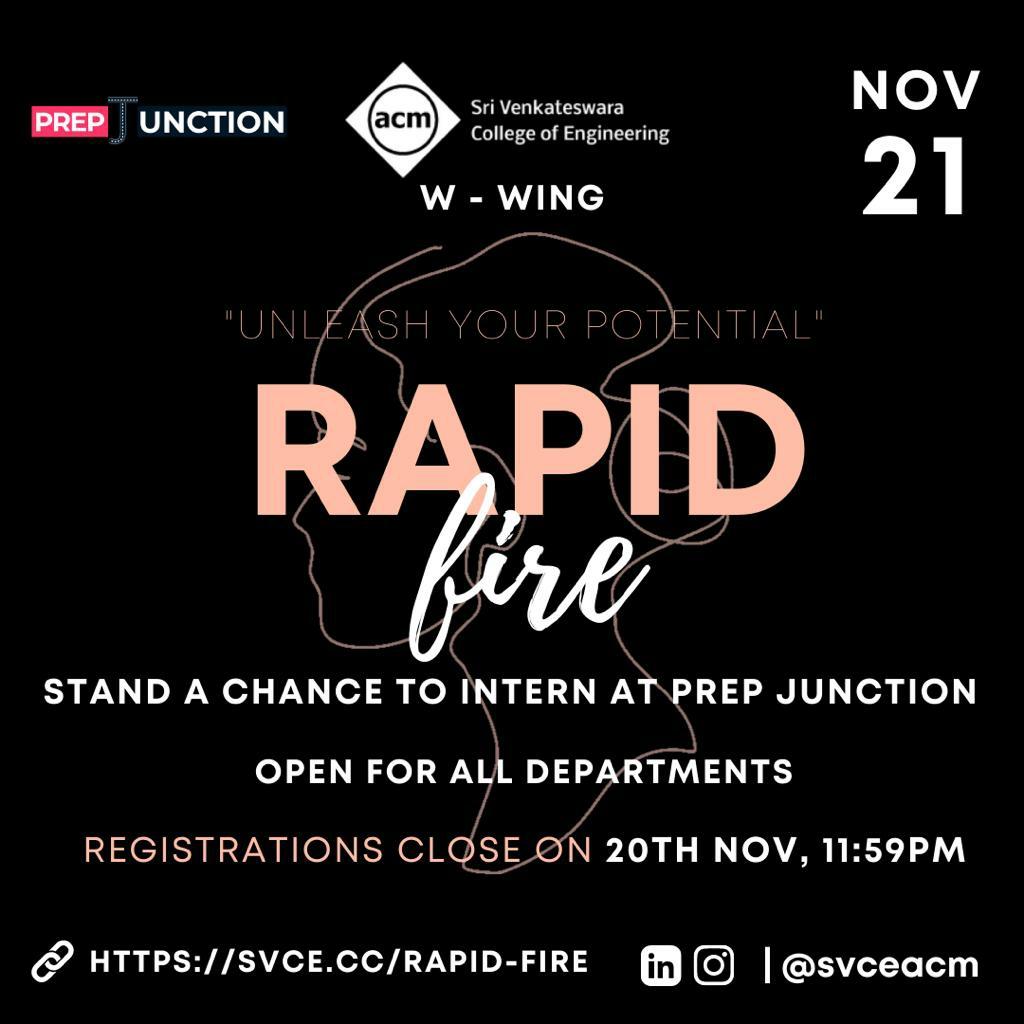 PREP JUNCTION
acm
Sri Venkateswara
College of Engineering
W - WING
NOV
21
"UNLEASH YOUR POTENTIAL"
RAPID
fire
STAND A CHANCE TO INTERN AT PREP JUNCTION
OPEN FOR ALL DEPARTMENTS
REGISTRATIONS CLOSE ON 20TH NOV, 11:59PM
HTTPS://SVCE.CC/RAPID-FIRE
in | @svceacm